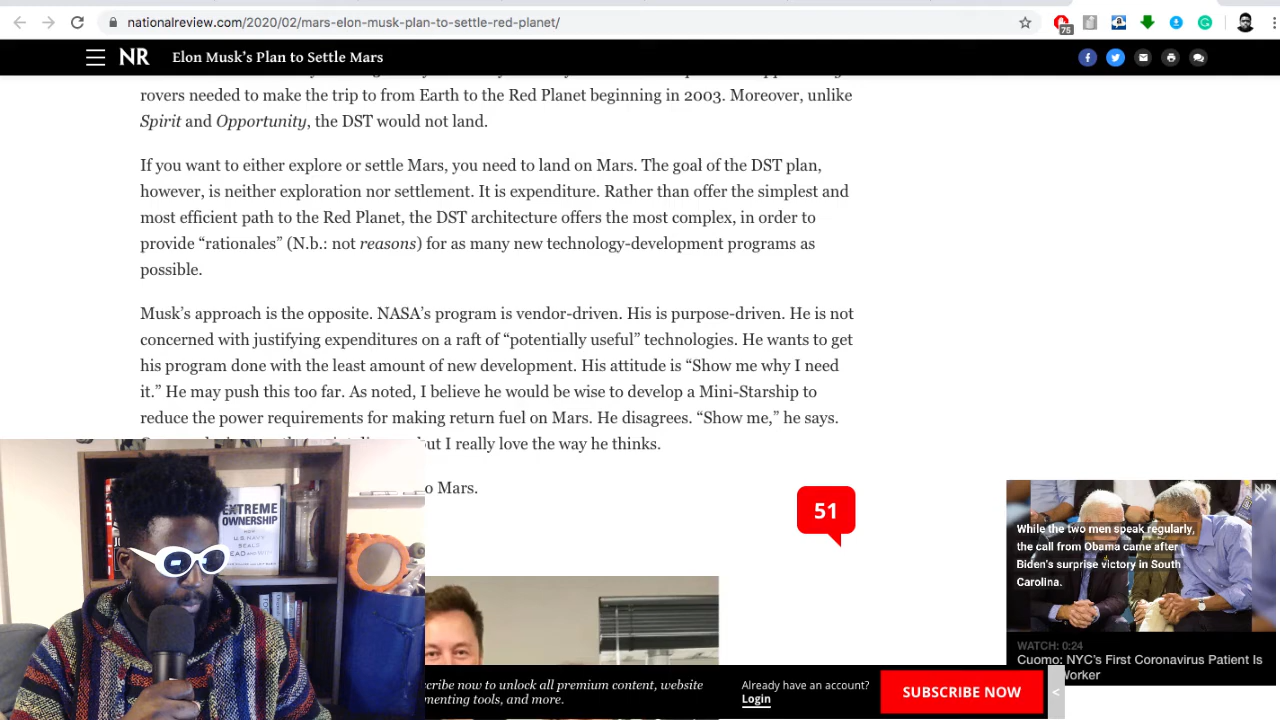 nationalreview.com/2020/02/mars-elon-musk-plan-to-settle-red-planet/
75
NR
Elon Musk's Plan to Settle Mars
rovers needed to make the trip to from Earth to the Red Planet beginning in 2003. Moreover, unlike
Spirit and Opportunity, the DST would not land.
If you want to either explore or settle Mars, you need to land on Mars. The goal of the DST plan,
however, is neither exploration nor settlement. It is expenditure. Rather than offer the simplest and
most efficient path to the Red Planet, the DST architecture offers the most complex, in order to
provide “rationales” (N.b.: not reasons) for as many new technology-development programs as
possible.
Musk’s approach is the opposite. NASA’s program is vendor-driven. His is purpose-driven. He is not
concerned with justifying expenditures on a raft of “potentially useful” technologies. He wants to get
his program done with the least amount of new development. His attitude is “Show me why I need
it.” He may push this too far. As noted, I believe he would be wise to develop a Mini-Starship to
reduce the power requirements for making return fuel on Mars. He disagrees. “Show me,” he says.
but I really love the way he thinks.
o Mars.
51
EXTREME
OWNERSHIP
U.S. NAVY
SEALS
LEAD AND
NR
While the two men speak regularly,
the call from Obama came after
Biden's surprise victory in South
Carolina.
WATCH: 0:24
Cuomo: NYC’s First Coronavirus Patient Is
Worker
cribe now to unlock all premium content, website
menting tools, and more.
Already have an account?
Login
SUBSCRIBE NOW
<